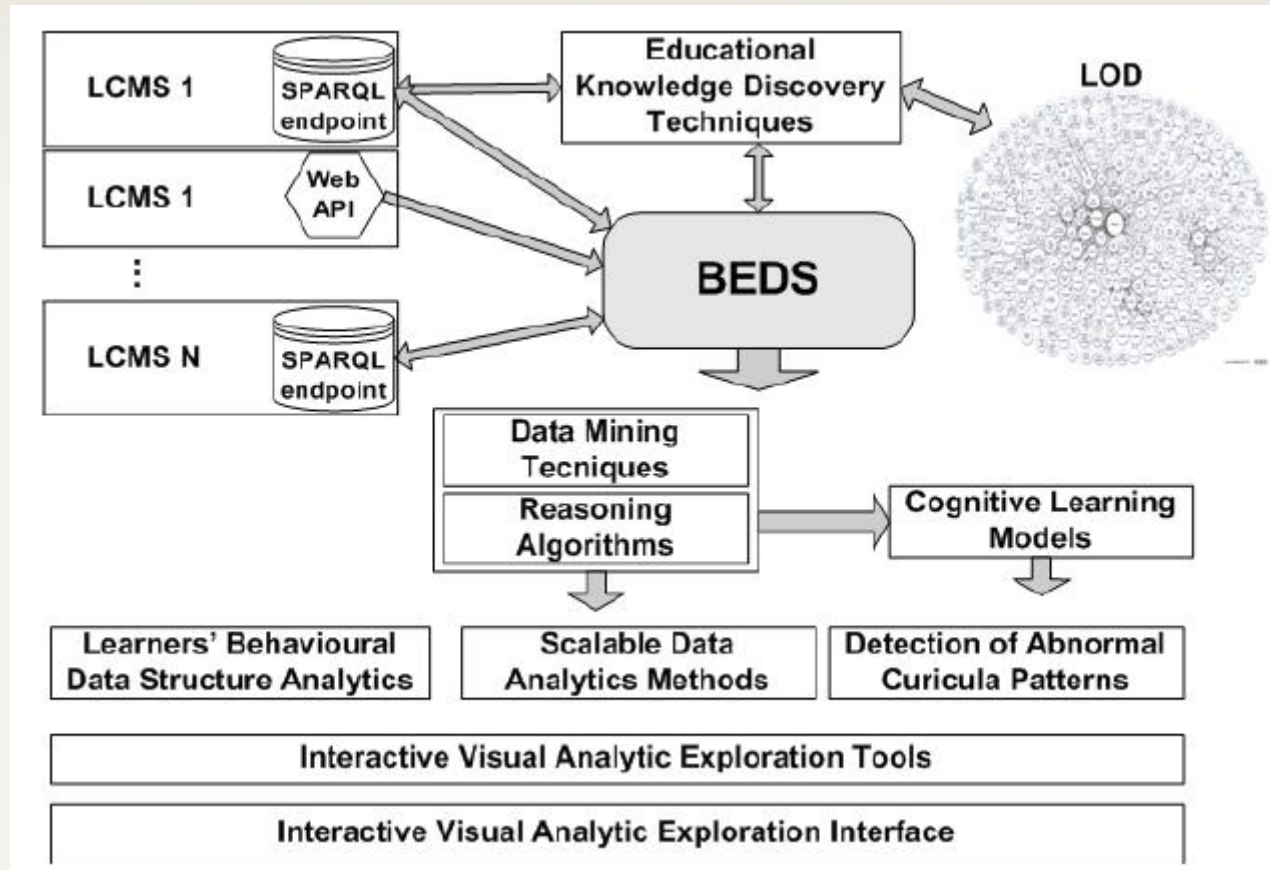 LCMS 1
SPARQL
endpoint
Educational
Knowledge Discovery
Techniques
LOD
LCMS 1
Web
API
⋮
BEDS
LCMS N
SPARQL
endpoint
Data Mining
Tecniques
Reasoning
Algorithms
Cognitive Learning
Models
Learners' Behavioural
Data Structure Analytics
Scalable Data
Analytics Methods
Detection of Abnormal
Curicula Patterns
Interactive Visual Analytic Exploration Tools
Interactive Visual Analytic Exploration Interface